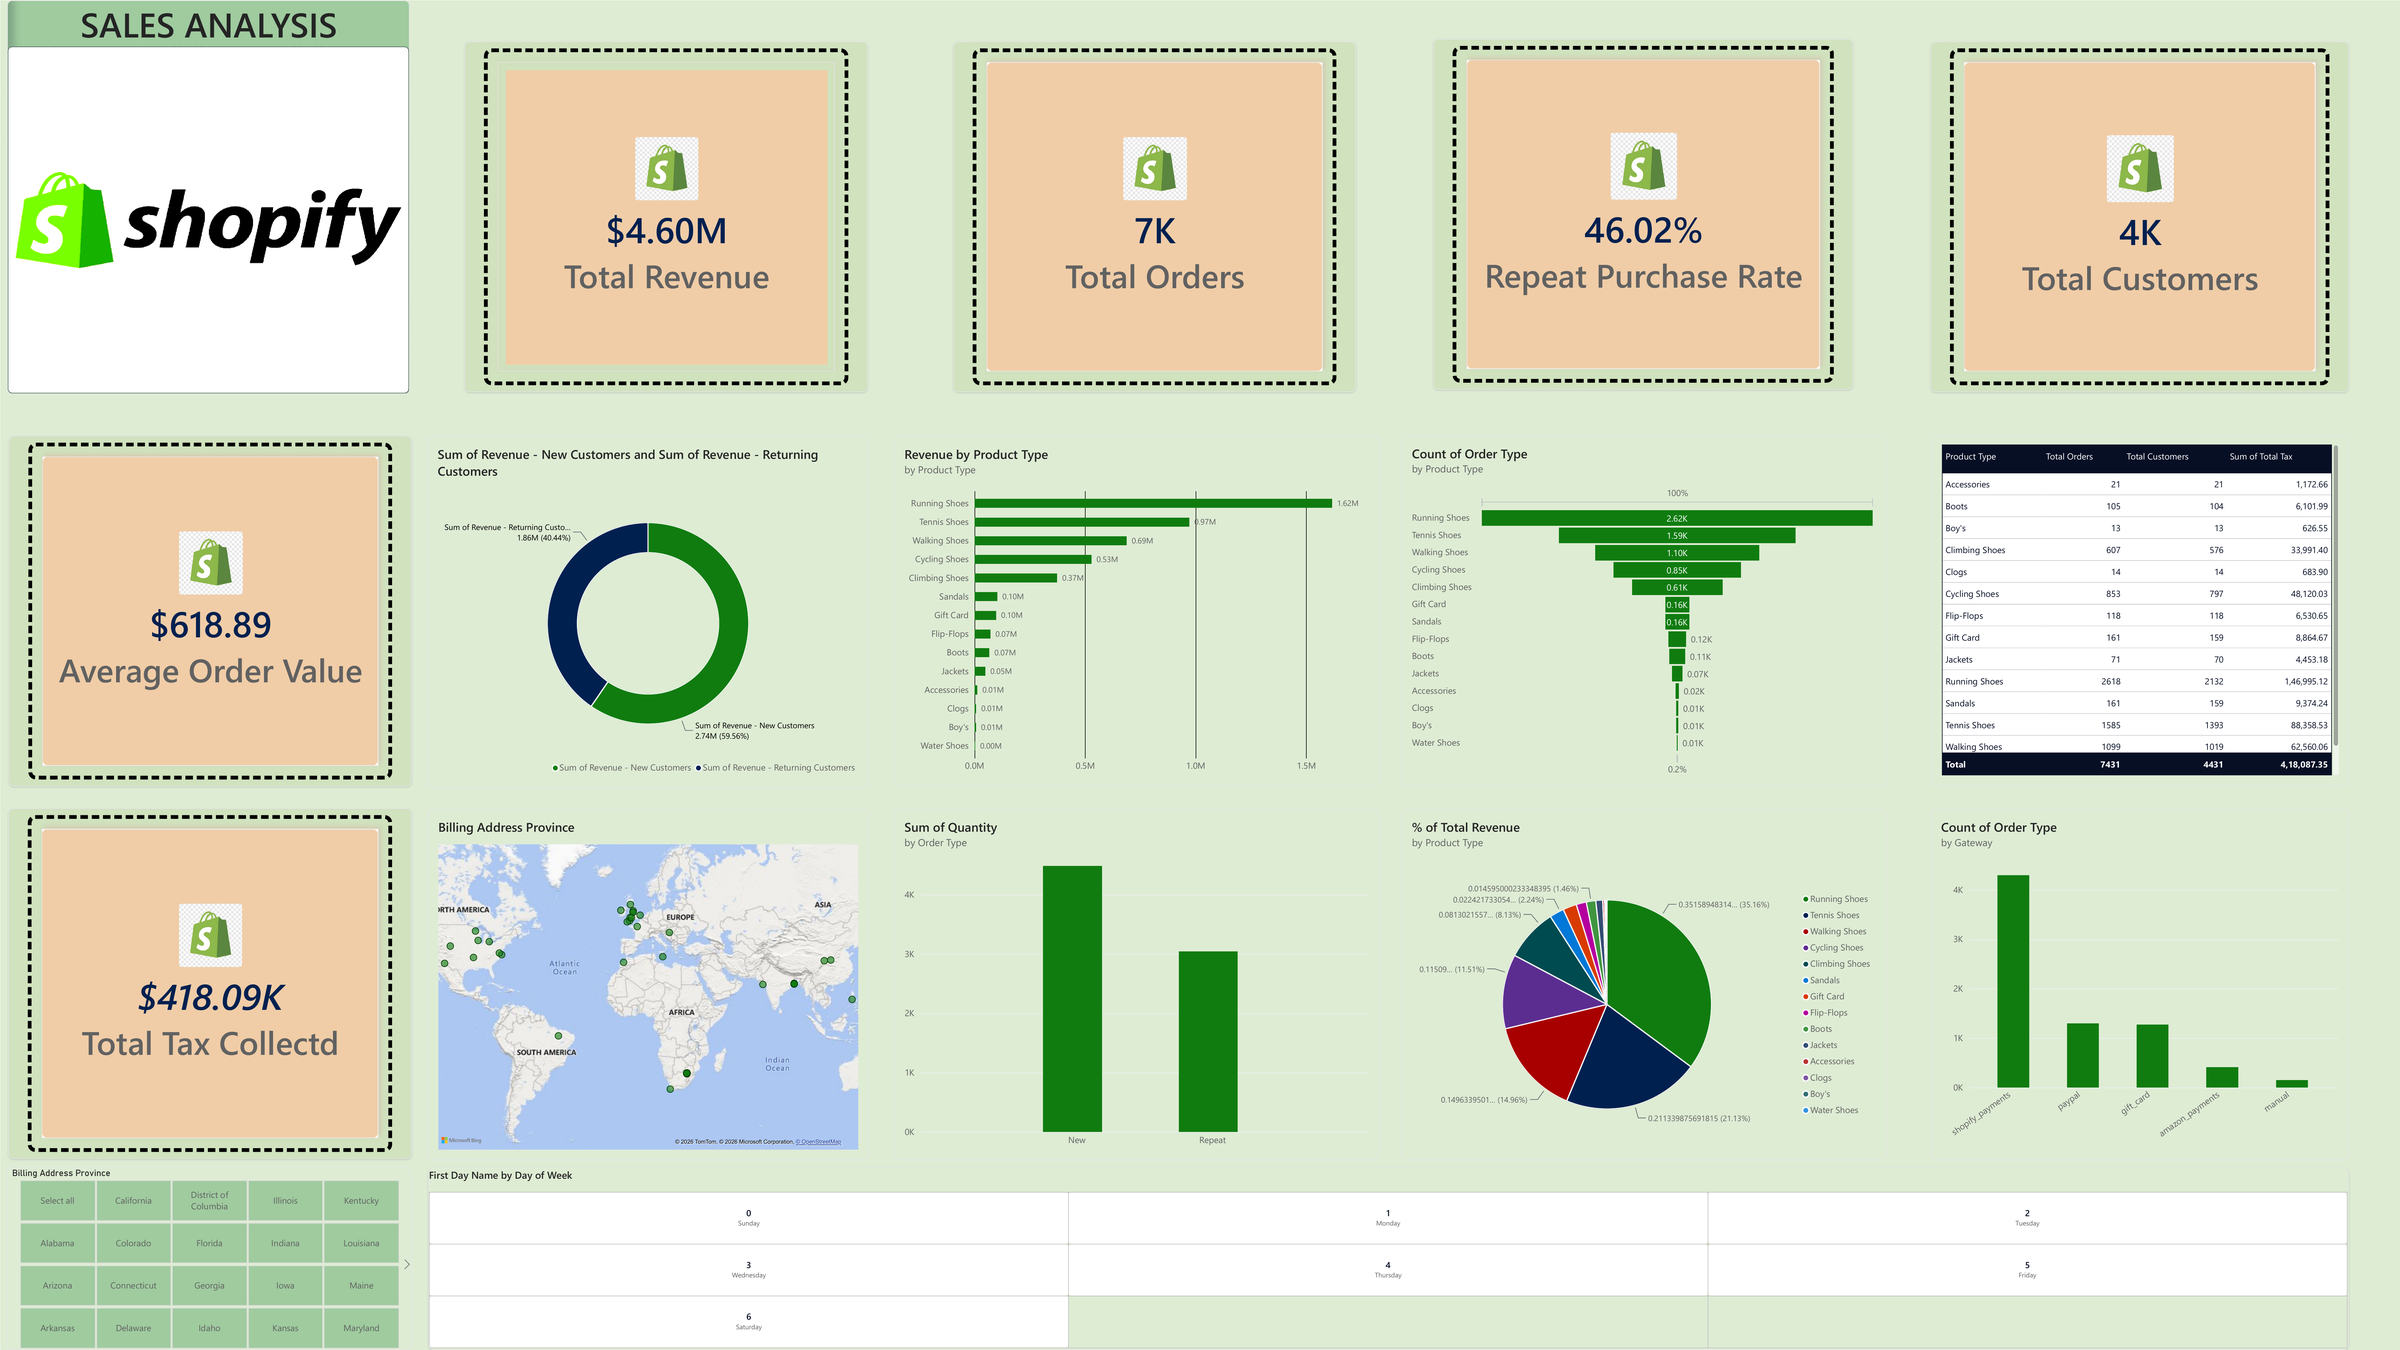 SALES ANALYSIS
shopify
$4.60M
Total Revenue
7K
Total Orders
46.02%
Repeat Purchase Rate
4K
Total Customers
$618.89
Average Order Value
Sum of Revenue - New Customers and Sum of Revenue - Returning
Customers
Sum of Revenue - Returning Custo...
1.86M (40.44%)
Sum of Revenue - New Customers
2.74M (59.56%)
Sum of Revenue - New Customers Sum of Revenue - Returning Customers
Revenue by Product Type
by Product Type
Running Shoes 1.62M
Tennis Shoes 0.97M
Walking Shoes 0.69M
Cycling Shoes 0.53M
Climbing Shoes 0.37M
Sandals 0.10M
Gift Card 0.10M
Flip-Flops 0.07M
Boots 0.07M
Jackets 0.05M
Accessories 0.01M
Clogs 0.01M
Boy's 0.01M
Water Shoes 0.00M
0.0M 0.5M 1.0M 1.5M
Count of Order Type
by Product Type
100%
Running Shoes 2.62K
Tennis Shoes 1.59K
Walking Shoes 1.10K
Cycling Shoes 0.85K
Climbing Shoes 0.61K
Gift Card 0.16K
Sandals 0.16K
Flip-Flops 0.12K
Boots 0.11K
Jackets 0.07K
Accessories 0.02K
Clogs 0.01K
Boy's 0.01K
Water Shoes 0.01K
0.2%
Product Type Total Orders Total Customers Sum of Total Tax
Accessories 21 21 1,172.66
Boots 105 104 6,101.99
Boy's 13 13 626.55
Climbing Shoes 607 576 33,991.40
Clogs 14 14 683.90
Cycling Shoes 853 797 48,120.03
Flip-Flops 118 118 6,530.65
Gift Card 161 159 8,864.67
Jackets 71 70 4,453.18
Running Shoes 2618 2132 1,46,995.12
Sandals 161 159 9,374.24
Tennis Shoes 1585 1393 88,358.53
Walking Shoes 1099 1019 62,560.06
Total 7431 4431 4,18,087.35
$418.09K
Total Tax Collectd
Billing Address Province
ORTH AMERICA
EUROPE
ASIA
Atlantic
Ocean
AFRICA
SOUTH AMERICA
Indian
Ocean
Microsoft Bing
© 2026 TomTom, © 2026 Microsoft Corporation, © OpenStreetMap
Sum of Quantity
by Order Type
4K
3K
2K
1K
0K
New Repeat
% of Total Revenue
by Product Type
0.014595000233348395 (1.46%)
0.022421733054... (2.24%)
0.0813021557... (8.13%)
0.11509... (11.51%)
0.1496339501... (14.96%)
0.35158948314... (35.16%)
0.211339875691815 (21.13%)
Running Shoes
Tennis Shoes
Walking Shoes
Cycling Shoes
Climbing Shoes
Sandals
Gift Card
Flip-Flops
Boots
Jackets
Accessories
Clogs
Boy's
Water Shoes
Count of Order Type
by Gateway
4K
3K
2K
1K
0K
shopify_payments
paypal
gift_card
amazon_payments
manual
Billing Address Province
Select all California District of Columbia Illinois Kentucky
Alabama Colorado Florida Indiana Louisiana
Arizona Connecticut Georgia Iowa Maine
Arkansas Delaware Idaho Kansas Maryland
First Day Name by Day of Week
0 1 2
Sunday Monday Tuesday
3 4 5
Wednesday Thursday Friday
6
Saturday